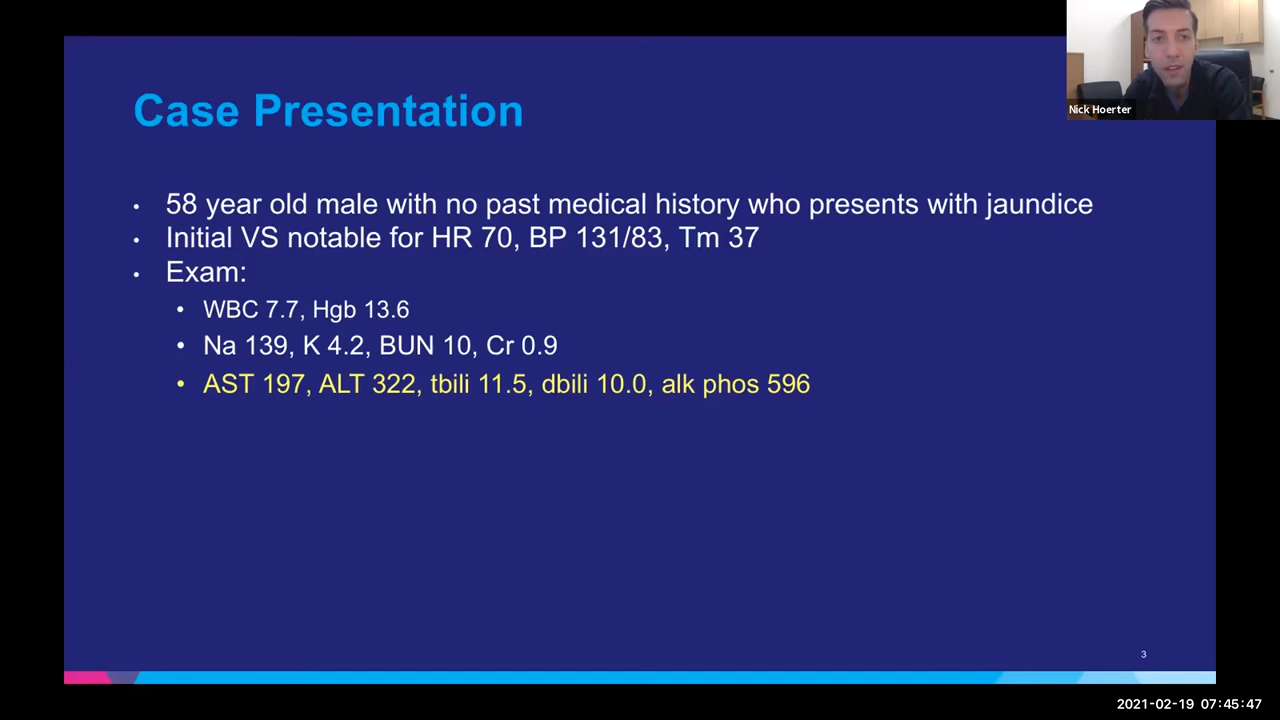 Nick Hoerter
Case Presentation
• 58 year old male with no past medical history who presents with jaundice
• Initial VS notable for HR 70, BP 131/83, Tm 37
• Exam:
• WBC 7.7, Hgb 13.6
• Na 139, K 4.2, BUN 10, Cr 0.9
• AST 197, ALT 322, tbili 11.5, dbili 10.0, alk phos 596
3
2021-02-19 07:45:47